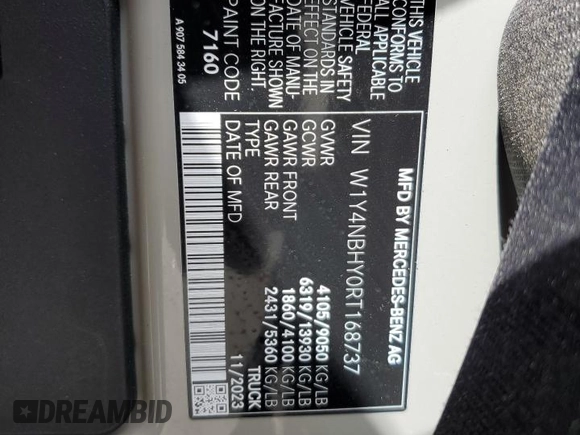 MFD BY MERCEDES-BENZ AG
VIN W1Y4NBHY0RT168737
GVWR 4105/9050 KG/LB
GCWR 6319/13930 KG/LB
GAWR FRONT 1860/4100 KG/LB
GAWR REAR 2431/5360 KG/LB
TYPE TRUCK
DATE OF MFD 11/2023
THIS VEHICLE
CONFORMS TO
ALL APPLICABLE
FEDERAL
VEHICLE SAFETY
STANDARDS IN
EFFECT ON THE
DATE OF MANU-
FACTURE SHOWN
ON THE RIGHT.
PAINT CODE
7160
A 907 584 34 05
DREAMBID